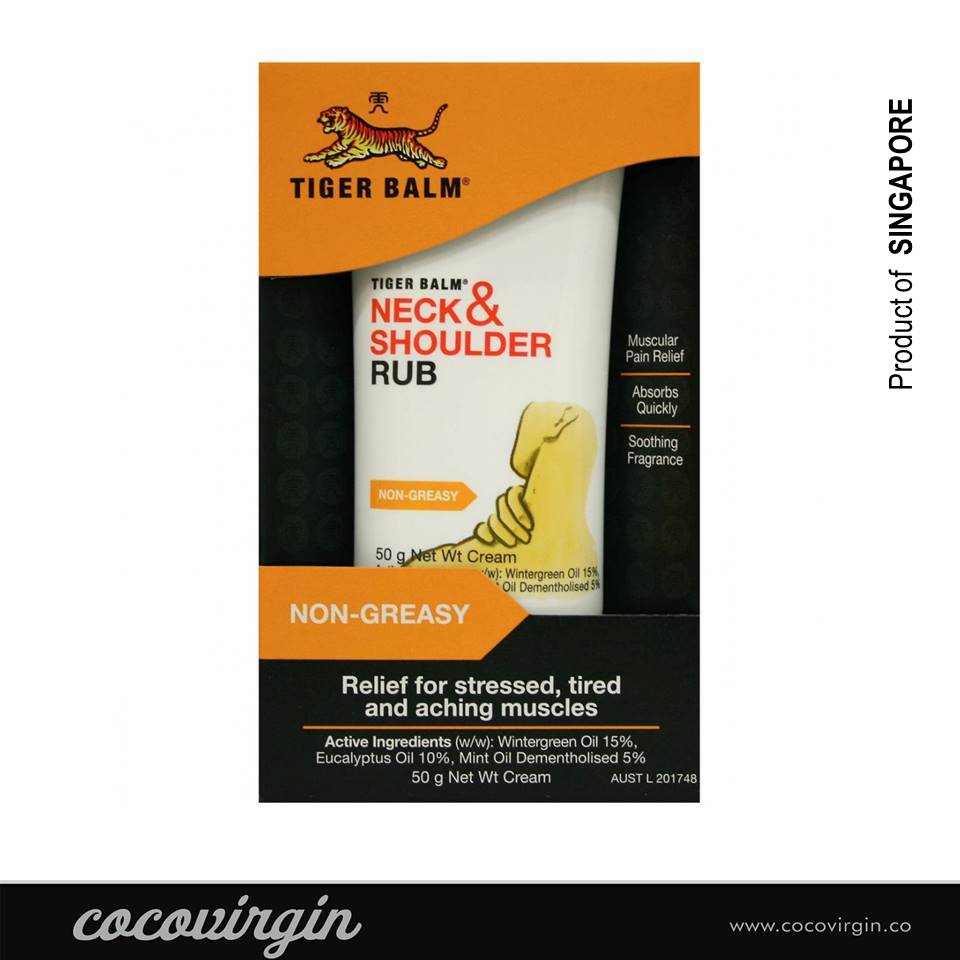 TIGER BALM®
TIGER BALM®
NECK &
SHOULDER
RUB
NON-GREASY
50 g Net Wt Cream
(w/w): Wintergreen Oil 15%,
Oil Dementholised 5%
Muscular
Pain Relief
Absorbs
Quickly
Soothing
Fragrance
NON-GREASY
Relief for stressed, tired
and aching muscles
Active Ingredients (w/w): Wintergreen Oil 15%,
Eucalyptus Oil 10%, Mint Oil Dementholised 5%
50 g Net Wt Cream
AUST L 201748
Product of SINGAPORE
cocovirgin
www.cocovirgin.co